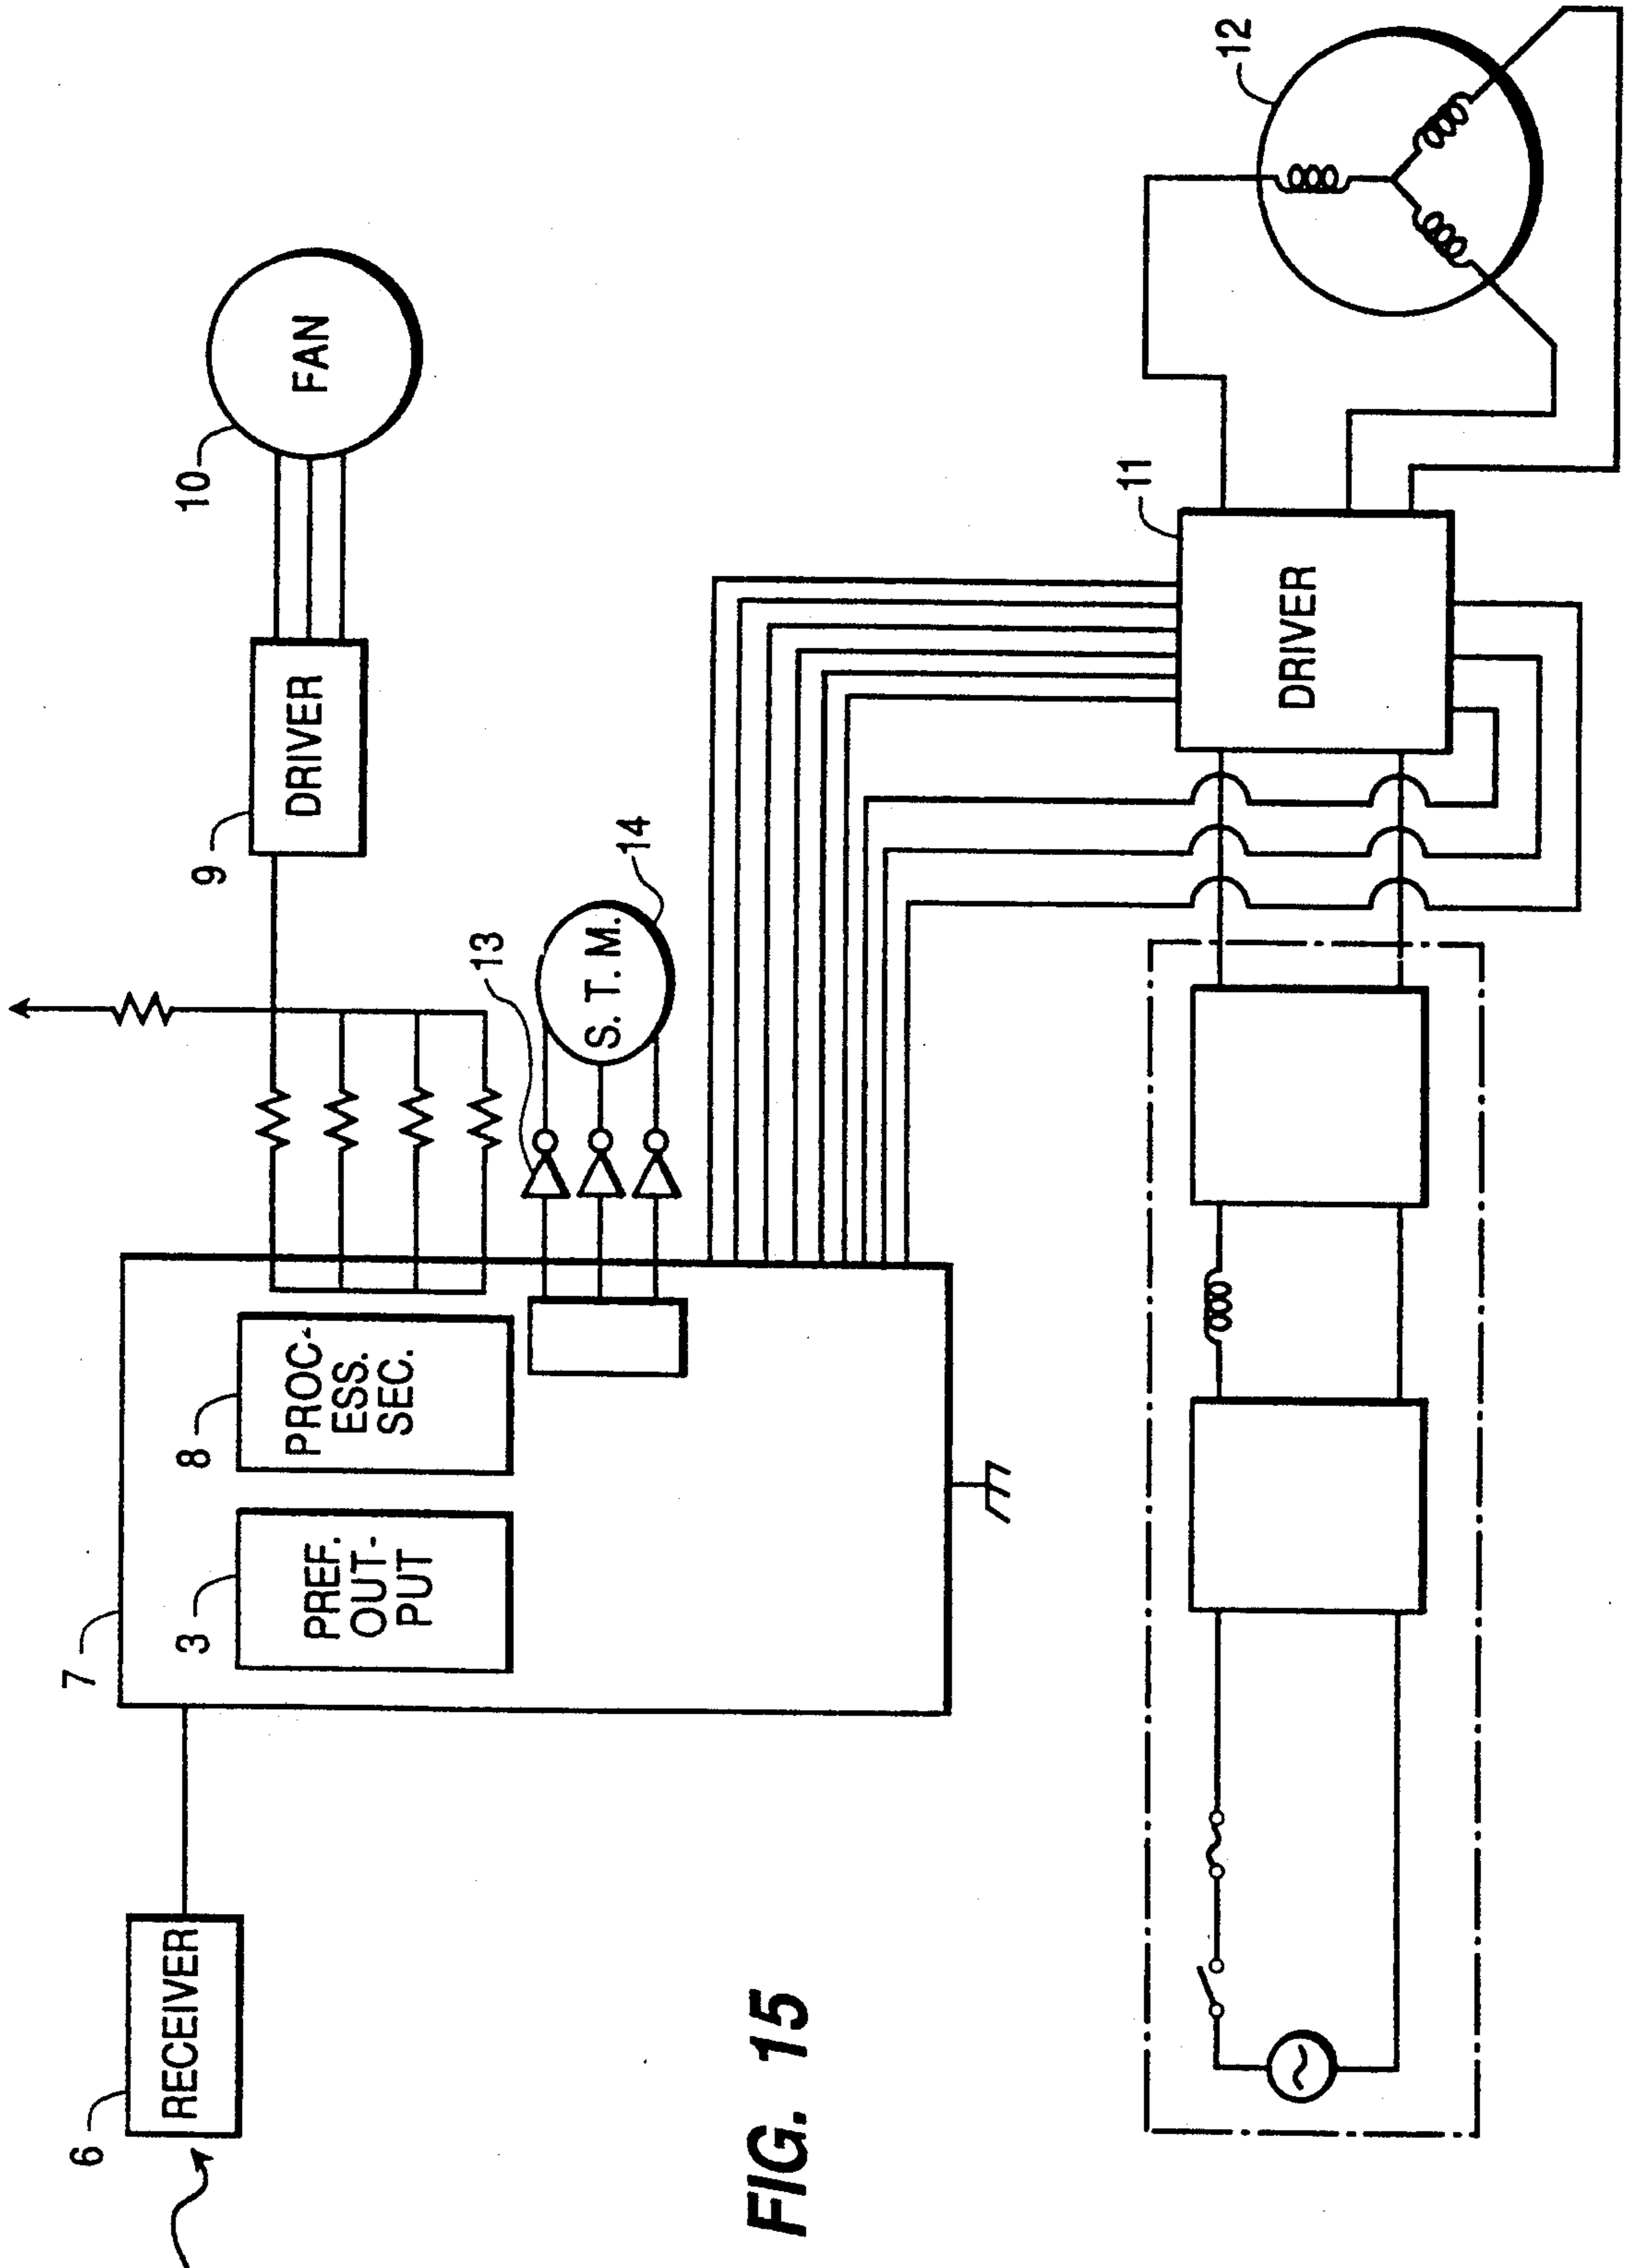 6
RECEIVER
7
3
PREF.
OUT-
PUT
8
PROC-
ESS.
SEC.
9
DRIVER
10
FAN
13
S. T. M.
14
11
DRIVER
12
FIG. 15